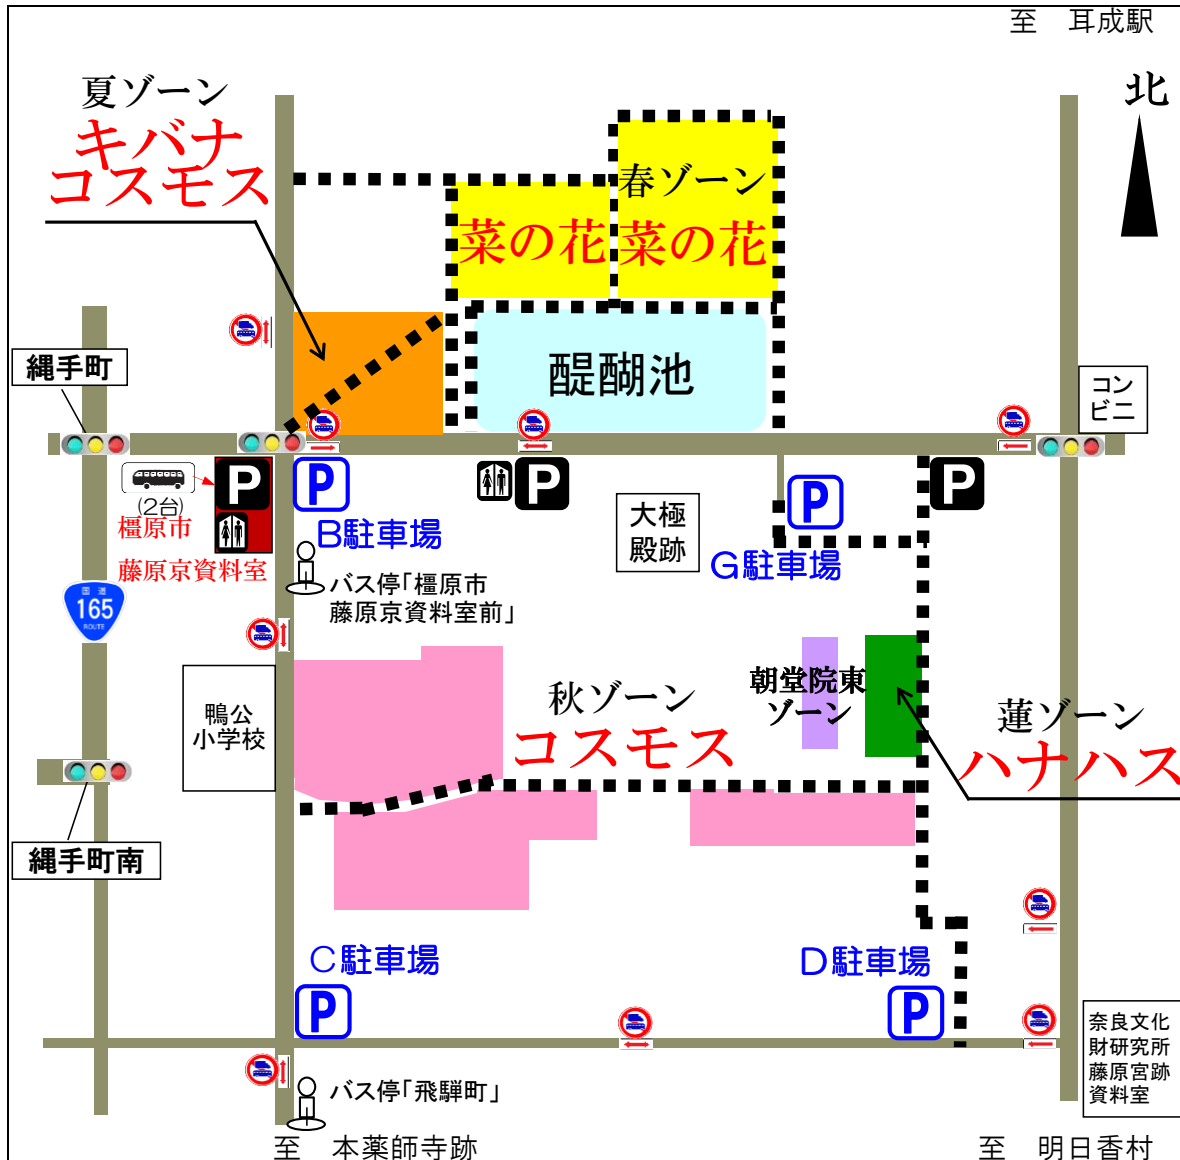 至　耳成駅
北
夏ゾーン
キバナ
コスモス
春ゾーン
菜の花
菜の花
醍醐池
縄手町
コン
ビニ
P
(2台)
橿原市
藤原京資料室
P
B駐車場
P
大極
殿跡
P
G駐車場
P
バス停「橿原市
藤原京資料室前」
国道
165
ROUTE
鴨公
小学校
秋ゾーン
コスモス
朝堂院東
ゾーン
蓮ゾーン
ハナハス
縄手町南
C駐車場
P
D駐車場
P
奈良文化
財研究所
藤原宮跡
資料室
バス停「飛騨町」
至　本薬師寺跡
至　明日香村